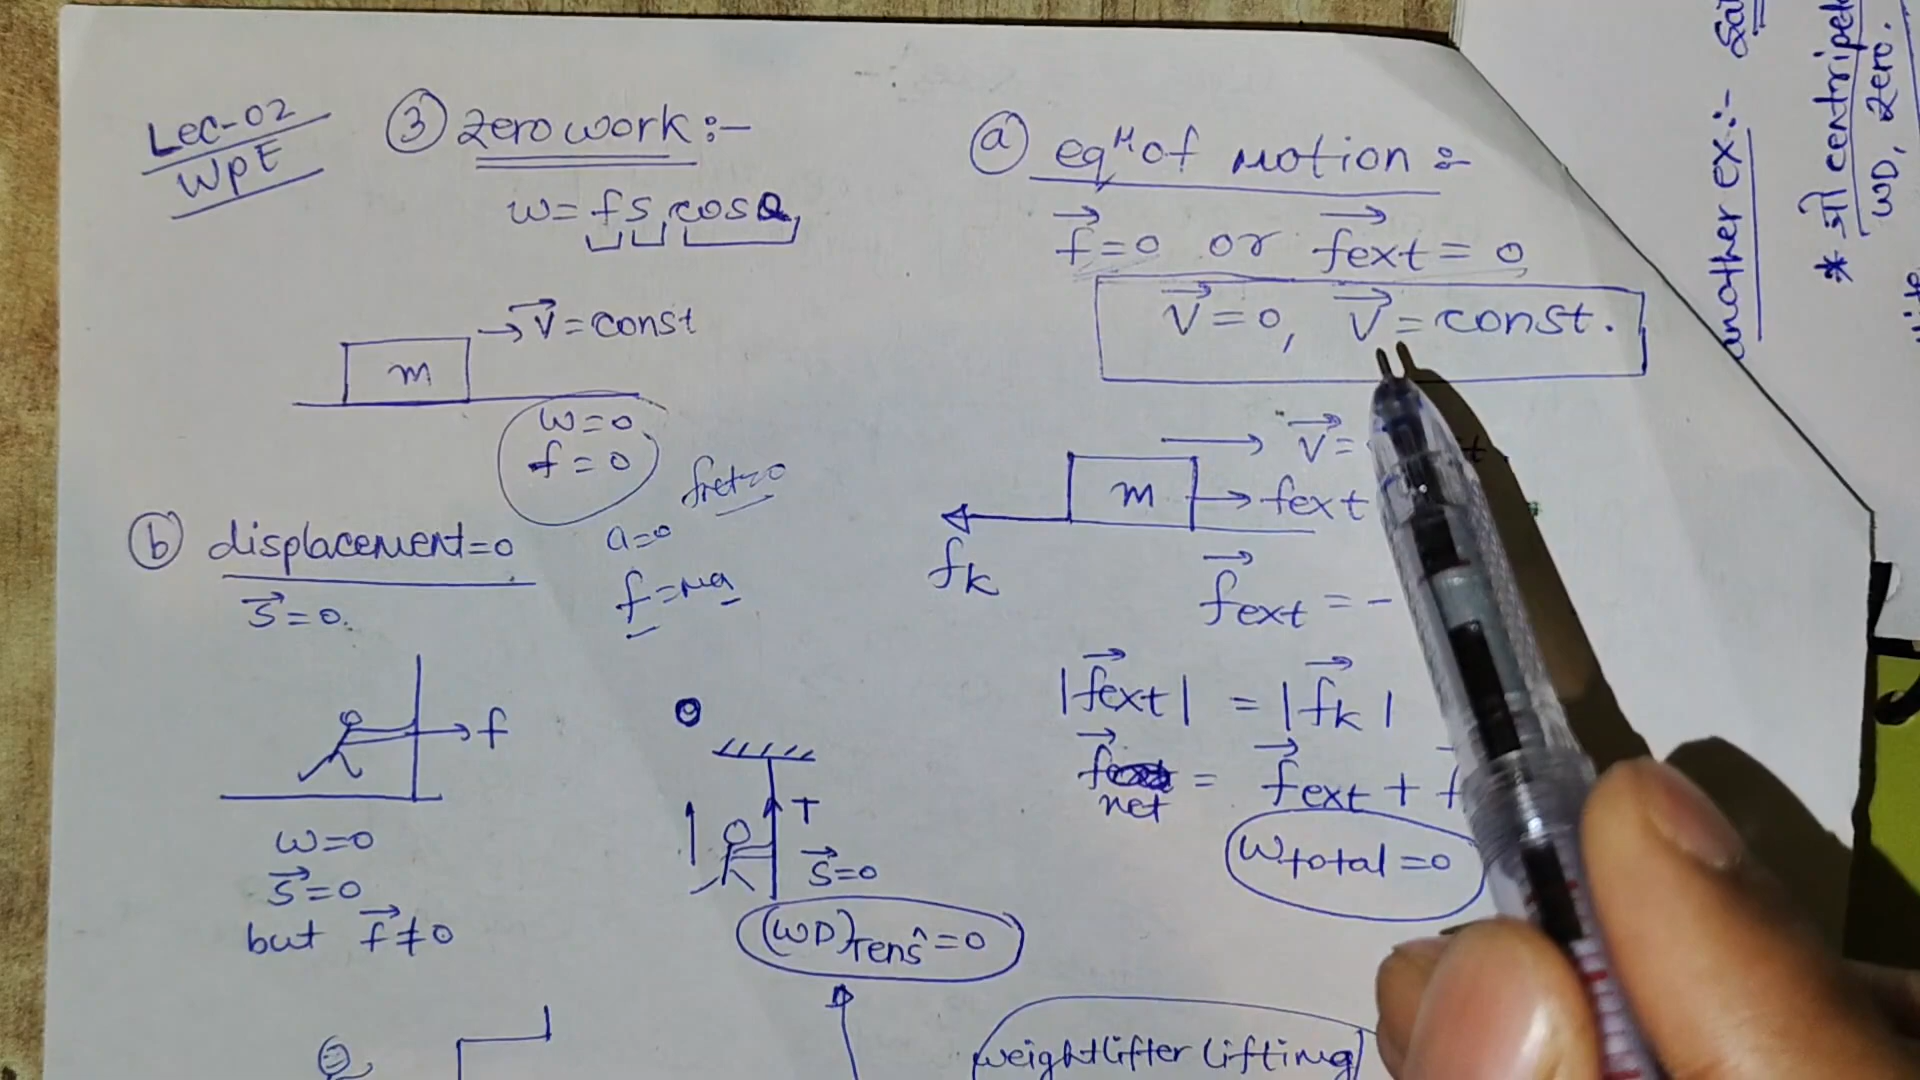 Lec-02
WPE
③ zero work :-
w = fs cosθ
m
→ v = const
w=0
f=0
fnet=0
a=0
f=ma
ⓑ displacement=0
s=0.
f
w=0
s=0
but f≠0
T
s=0
(WD)Tens^n=0
ⓐ eq^n of motion :-
f=0 or fext = 0
v=0, v=const.
v=
m
fext
fk
fext = -
|fext| = |fk|
fnet = fext +
Wtotal=0
weightlifter lifting
another ex:-
* जो centripetal
WD, zero.